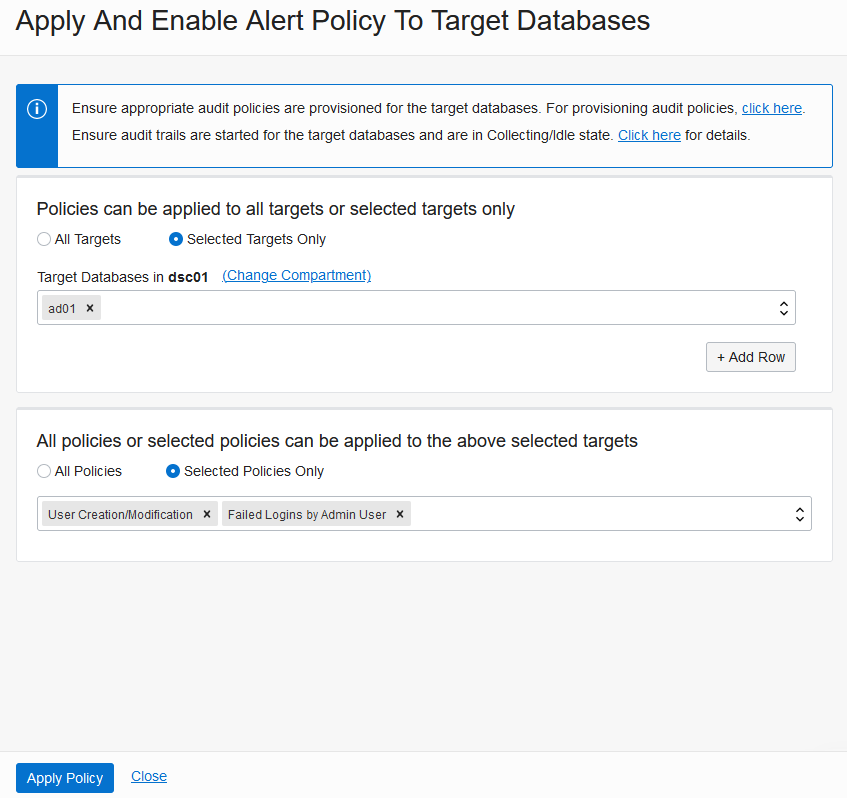 Apply And Enable Alert Policy To Target Databases
Ensure appropriate audit policies are provisioned for the target databases. For provisioning audit policies, click here.
Ensure audit trails are started for the target databases and are in Collecting/Idle state. Click here for details.
Policies can be applied to all targets or selected targets only
All Targets Selected Targets Only
Target Databases in dsc01 (Change Compartment)
ad01 ×
+ Add Row
All policies or selected policies can be applied to the above selected targets
All Policies Selected Policies Only
User Creation/Modification × Failed Logins by Admin User ×
Apply Policy Close